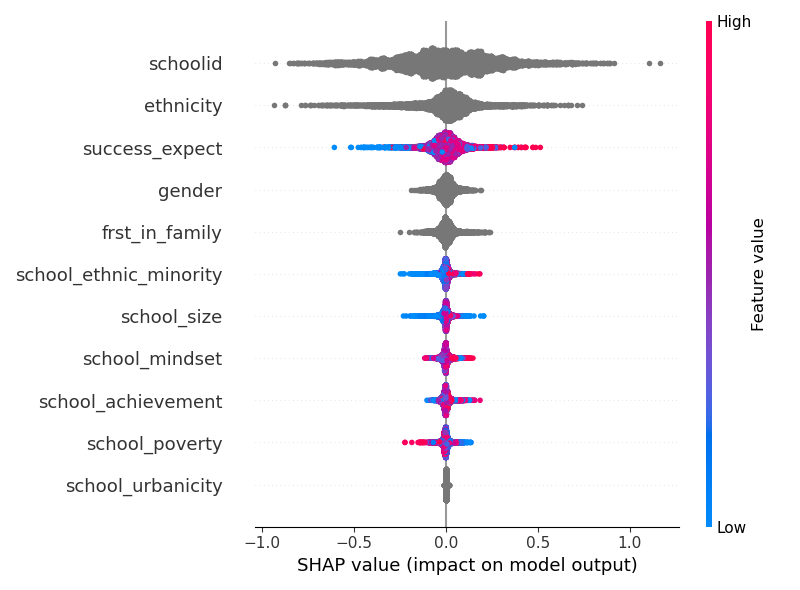 High
schoolid
ethnicity
success_expect
gender
frst_in_family
school_ethnic_minority
school_size
school_mindset
school_achievement
school_poverty
school_urbanicity
Feature value
Low
−1.0 −0.5 0.0 0.5 1.0
SHAP value (impact on model output)